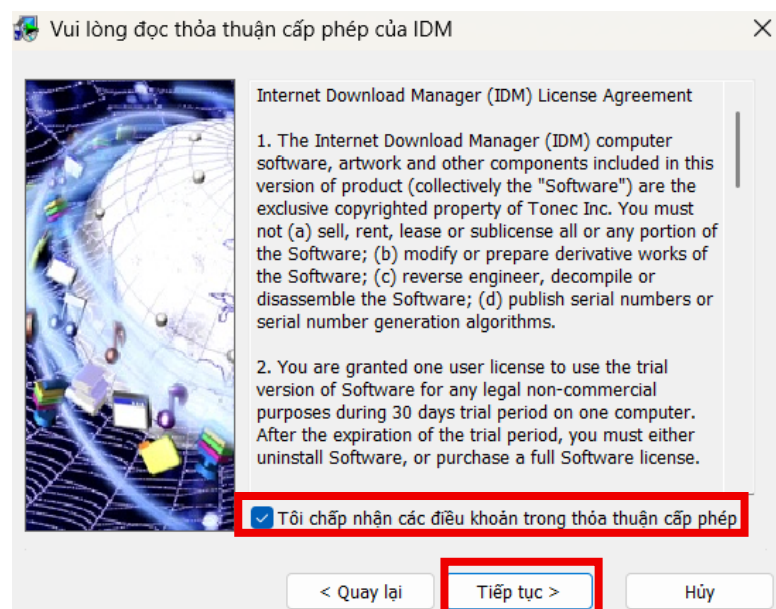 Vui lòng đọc thỏa thuận cấp phép của IDM
Internet Download Manager (IDM) License Agreement
1. The Internet Download Manager (IDM) computer
software, artwork and other components included in this
version of product (collectively the "Software") are the
exclusive copyrighted property of Tonec Inc. You must
not (a) sell, rent, lease or sublicense all or any portion of
the Software; (b) modify or prepare derivative works of
the Software; (c) reverse engineer, decompile or
disassemble the Software; (d) publish serial numbers or
serial number generation algorithms.
2. You are granted one user license to use the trial
version of Software for any legal non-commercial
purposes during 30 days trial period on one computer.
After the expiration of the trial period, you must either
uninstall Software, or purchase a full Software license.
Tôi chấp nhận các điều khoản trong thỏa thuận cấp phép
< Quay lại
Tiếp tục >
Hủy